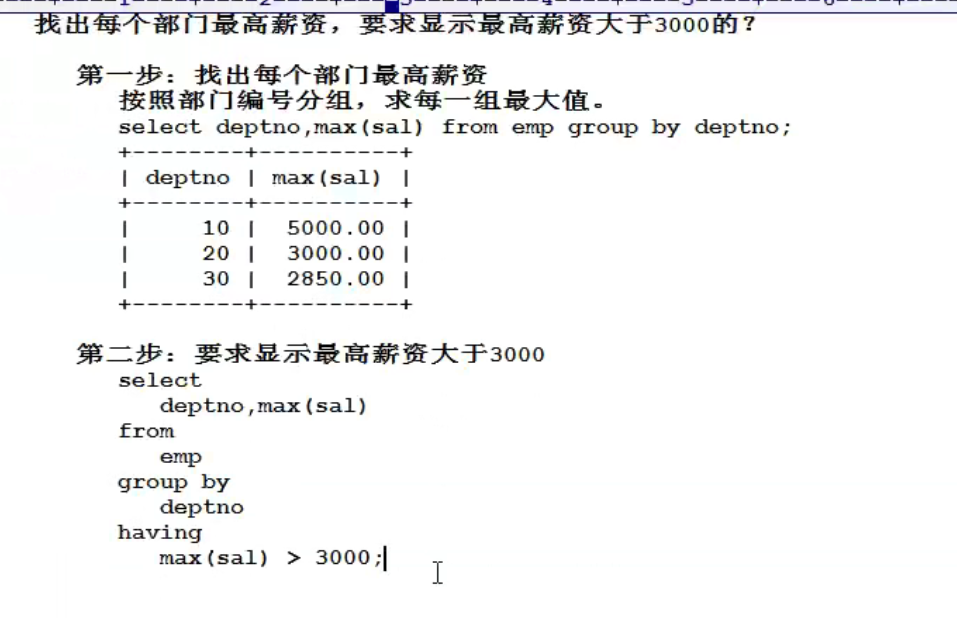 找出每个部门最高薪资，要求显示最高薪资大于3000的？
第一步：找出每个部门最高薪资
按照部门编号分组，求每一组最大值。
select deptno,max(sal) from emp group by deptno;
+--------+----------+
| deptno | max(sal) |
+--------+----------+
|     10 |  5000.00 |
|     20 |  3000.00 |
|     30 |  2850.00 |
+--------+----------+
第二步：要求显示最高薪资大于3000
select
deptno,max(sal)
from
emp
group by
deptno
having
max(sal) > 3000;